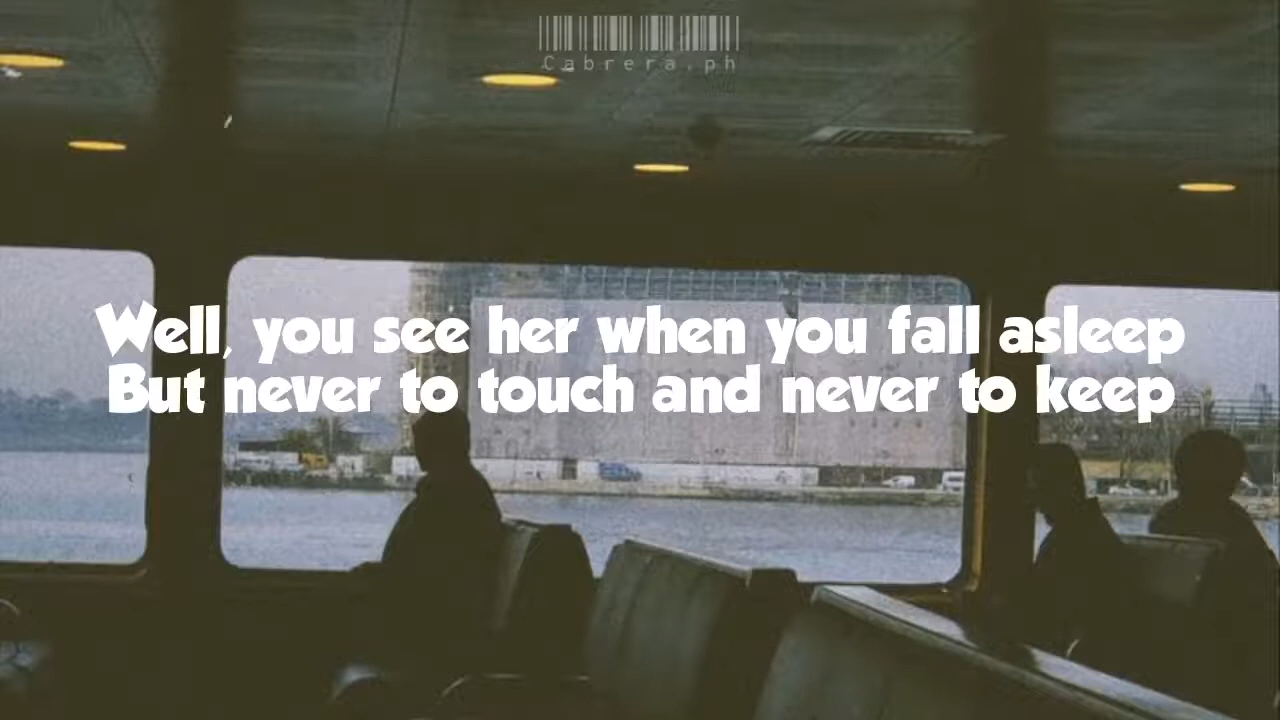 Cabrera.ph
Well, you see her when you fall asleep
But never to touch and never to keep